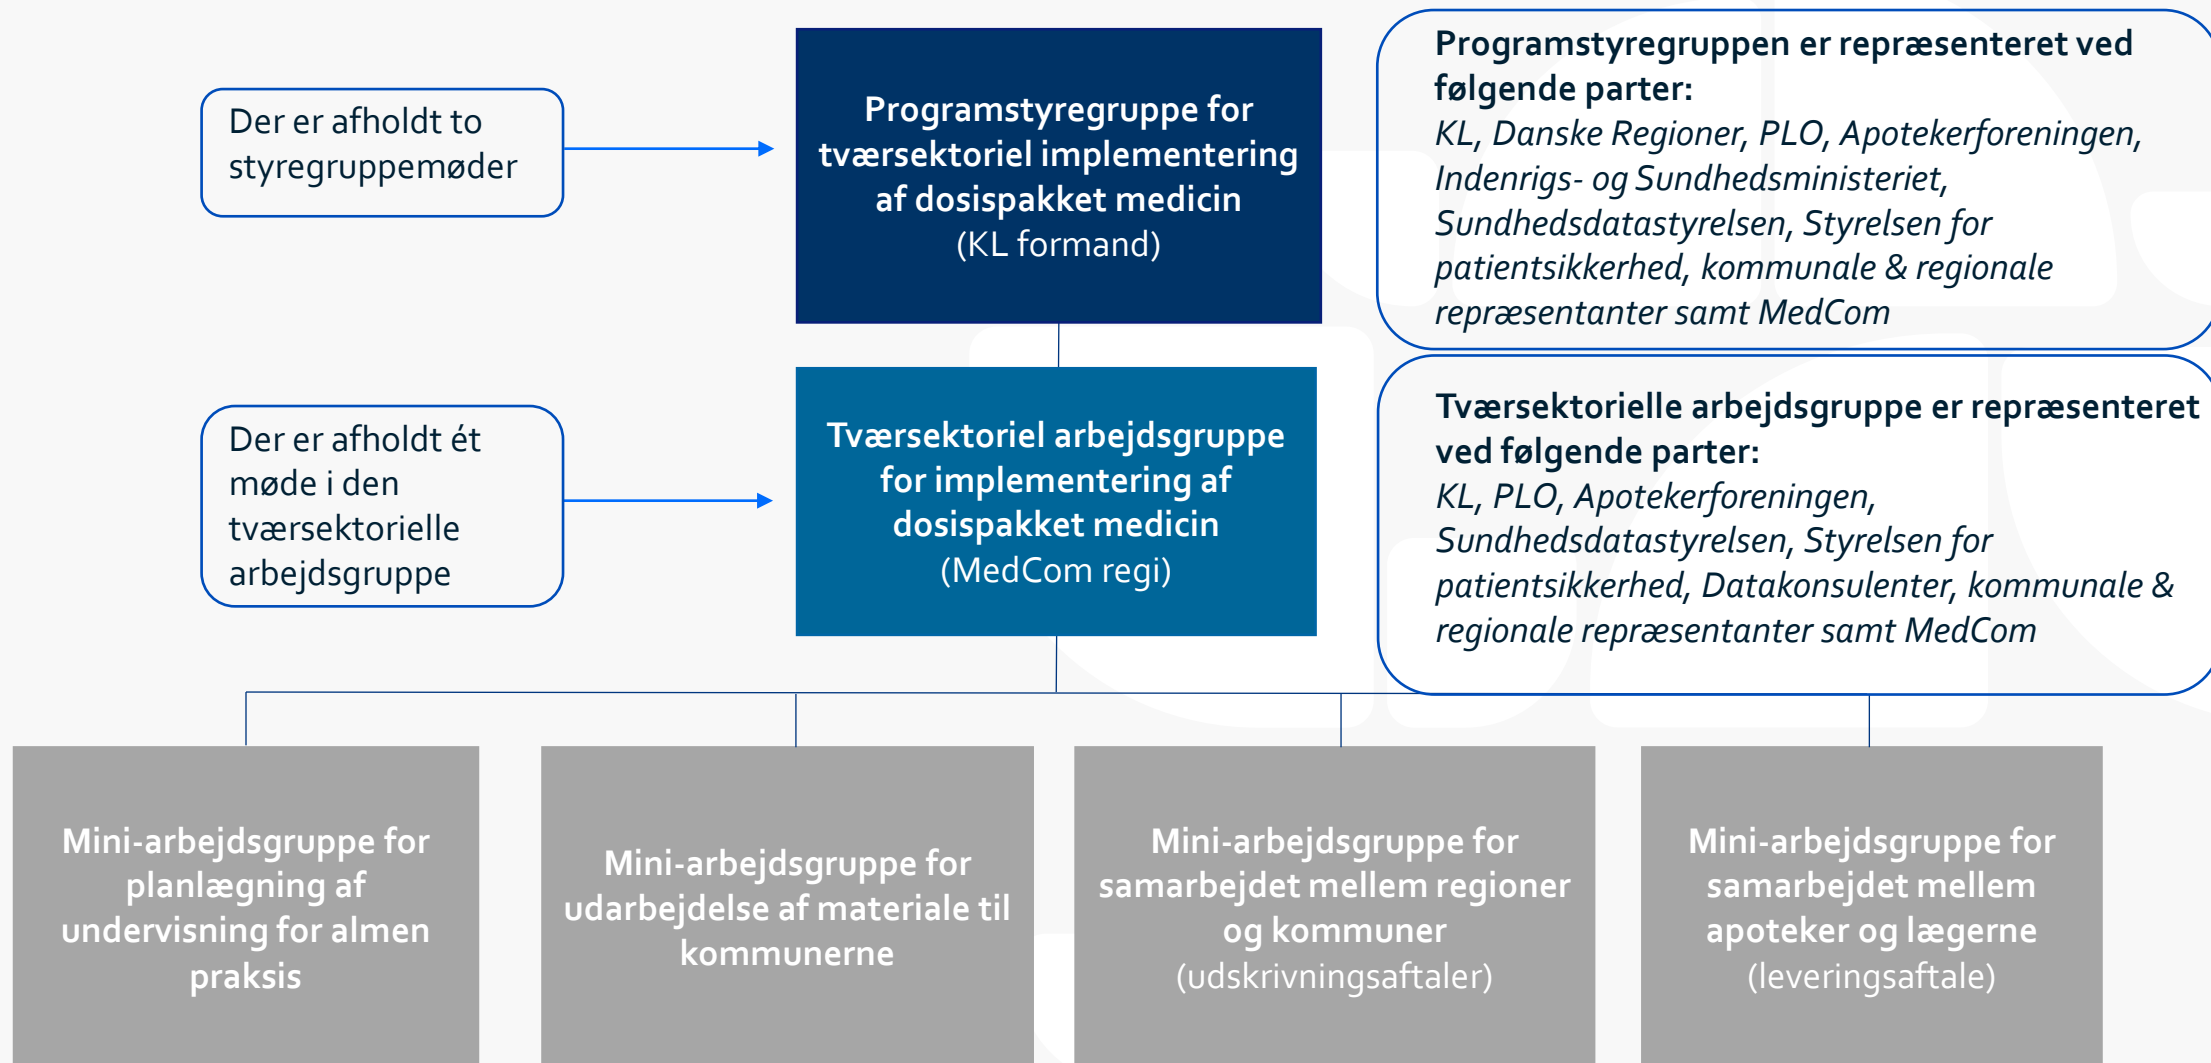 Der er afholdt to
styregruppemøder
Programstyregruppe for
tværsektoriel implementering
af dosispakket medicin
(KL formand)
Programstyregruppen er repræsenteret ved
følgende parter:
KL, Danske Regioner, PLO, Apotekerforeningen,
Indenrigs- og Sundhedsministeriet,
Sundhedsdatastyrelsen, Styrelsen for
patientsikkerhed, kommunale & regionale
repræsentanter samt MedCom
Der er afholdt ét
møde i den
tværsektorielle
arbejdsgruppe
Tværsektoriel arbejdsgruppe
for implementering af
dosispakket medicin
(MedCom regi)
Tværsektorielle arbejdsgruppe er repræsenteret
ved følgende parter:
KL, PLO, Apotekerforeningen,
Sundhedsdatastyrelsen, Styrelsen for
patientsikkerhed, Datakonsulenter, kommunale &
regionale repræsentanter samt MedCom
Mini-arbejdsgruppe for
planlægning af
undervisning for almen
praksis
Mini-arbejdsgruppe for
udarbejdelse af materiale til
kommunerne
Mini-arbejdsgruppe for
samarbejdet mellem regioner
og kommuner
(udskrivningsaftaler)
Mini-arbejdsgruppe for
samarbejdet mellem
apoteker og lægerne
(leveringsaftale)